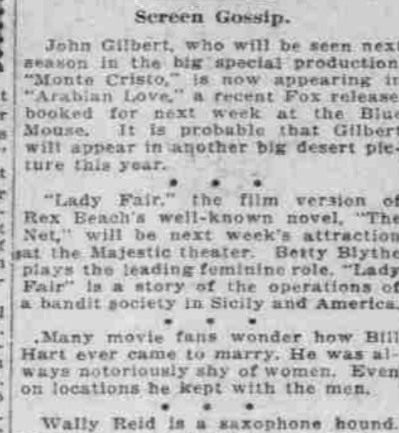 Screen Gossip.
John Gilbert, who will be seen next
season in the big special production
"Monte Cristo," is now appearing in
"Arabian Love," a recent Fox release
booked for next week at the Blue
Mouse. It is probable that Gilbert
will appear in another big desert pic-
ture this year.
* * *
"Lady Fair," the film version of
Rex Beach's well-known novel, "The
Net," will be next week's attraction
at the Majestic theater. Betty Blythe
plays the leading feminine role. "Lady
Fair" is a story of the operations of
a bandit society in Sicily and America.
* * *
Many movie fans wonder how Bill
Hart ever came to marry. He was al-
ways notoriously shy of women. Even
on locations he kept with the men.
* * *
Wally Reid is a saxophone hound.